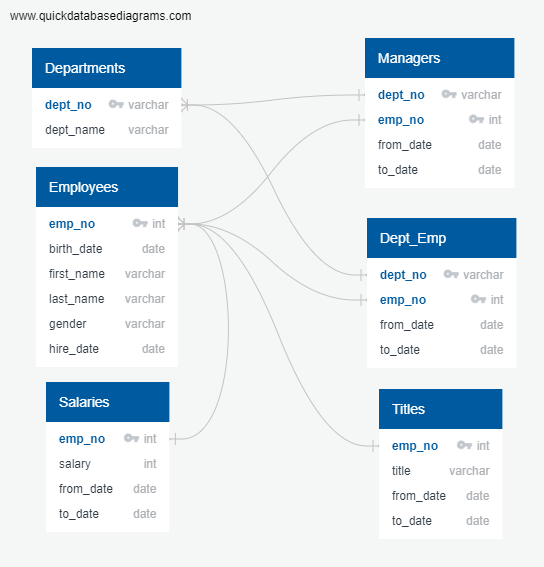 www.quickdatabasediagrams.com
Departments
dept_no varchar
dept_name varchar
Employees
emp_no int
birth_date date
first_name varchar
last_name varchar
gender varchar
hire_date date
Salaries
emp_no int
salary int
from_date date
to_date date
Managers
dept_no varchar
emp_no int
from_date date
to_date date
Dept_Emp
dept_no varchar
emp_no int
from_date date
to_date date
Titles
emp_no int
title varchar
from_date date
to_date date